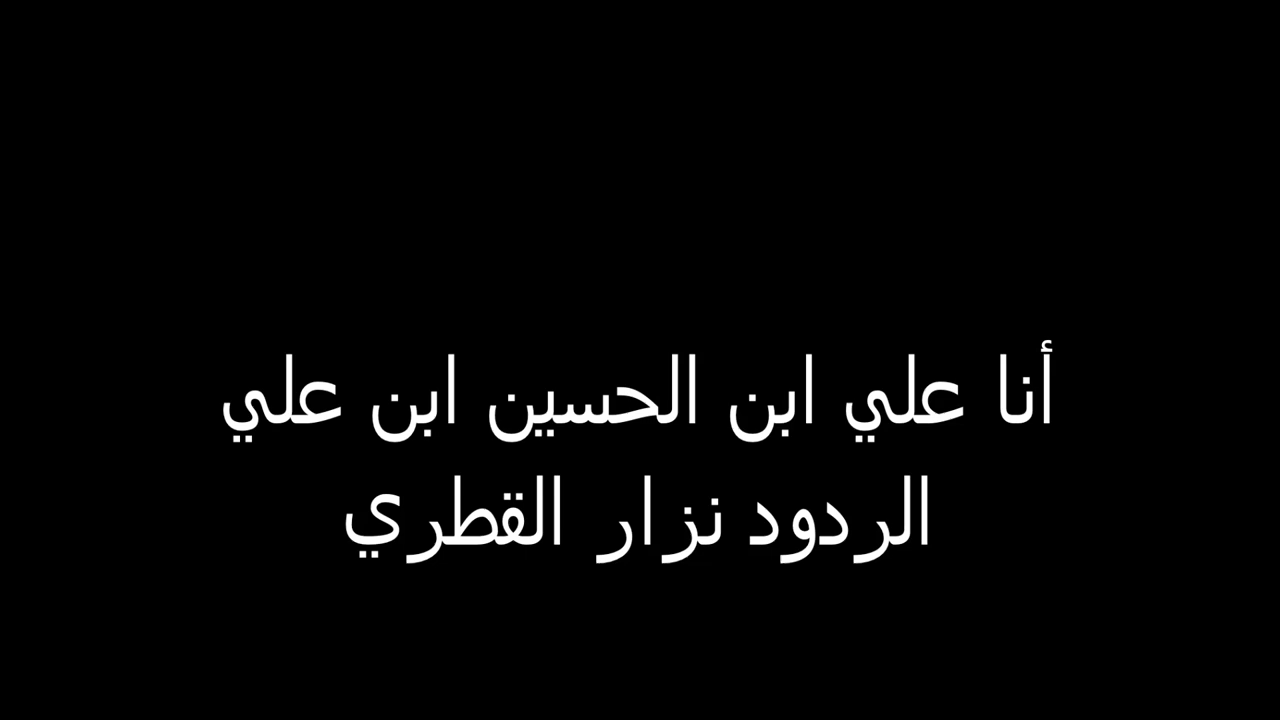 أنا علي ابن الحسين ابن علي
الردود نزار القطري